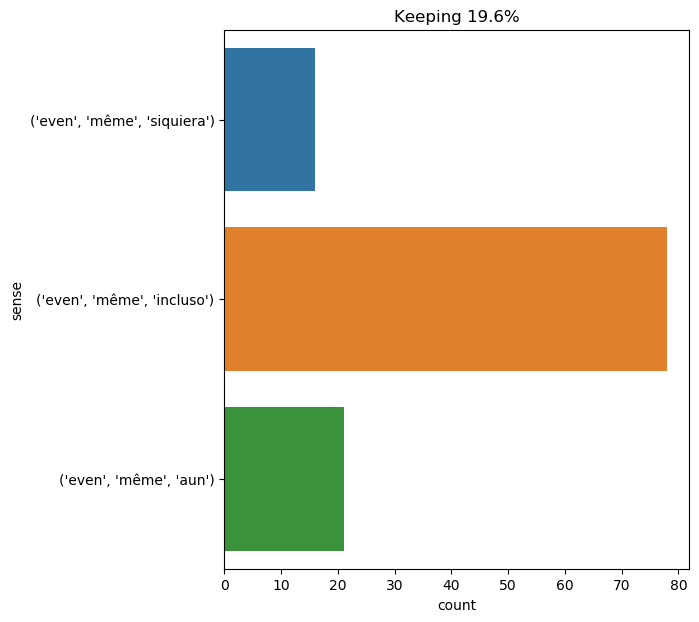 Keeping 19.6%
('even', 'même', 'siquiera')
('even', 'même', 'incluso')
('even', 'même', 'aun')
sense
0 10 20 30 40 50 60 70 80
count